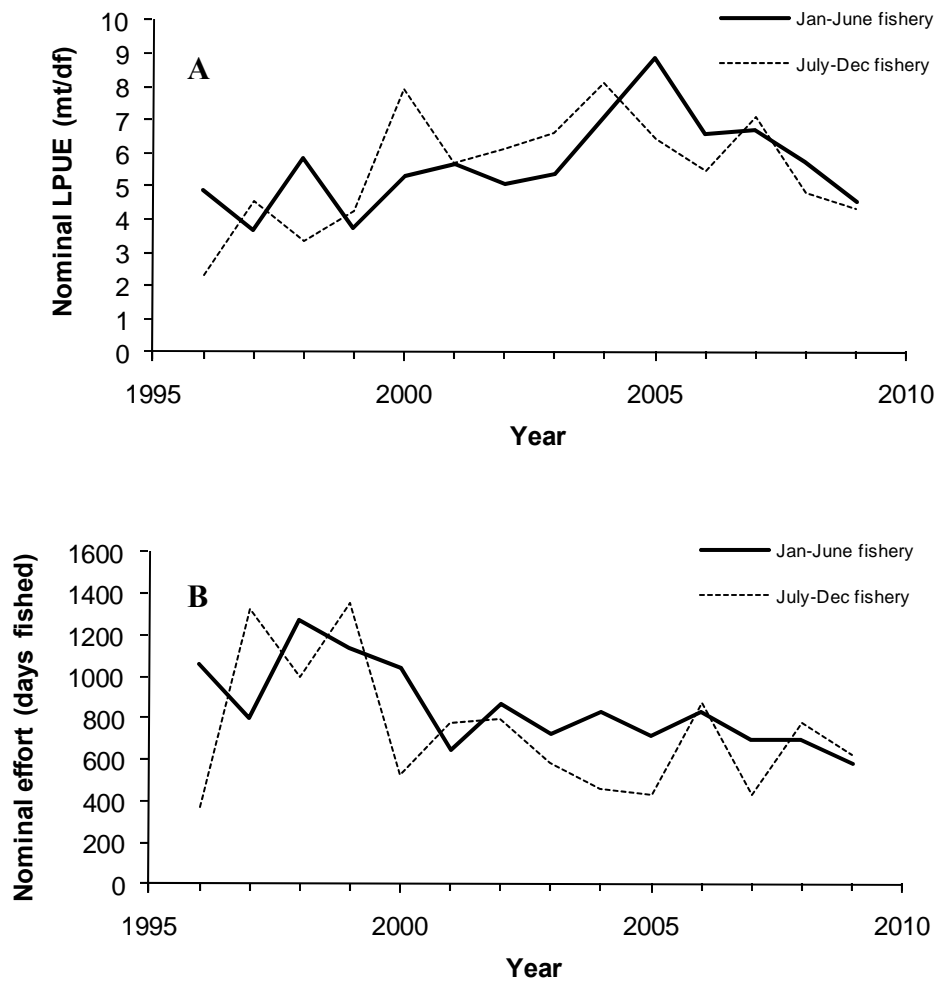 10
9
8
7
6
5
4
3
2
1
0
Nominal LPUE (mt/df)
A
Jan-June fishery
July-Dec fishery
1995 2000 2005 2010
Year
1600
1400
1200
1000
800
600
400
200
0
Nominal effort (days fished)
B
Jan-June fishery
July-Dec fishery
1995 2000 2005 2010
Year